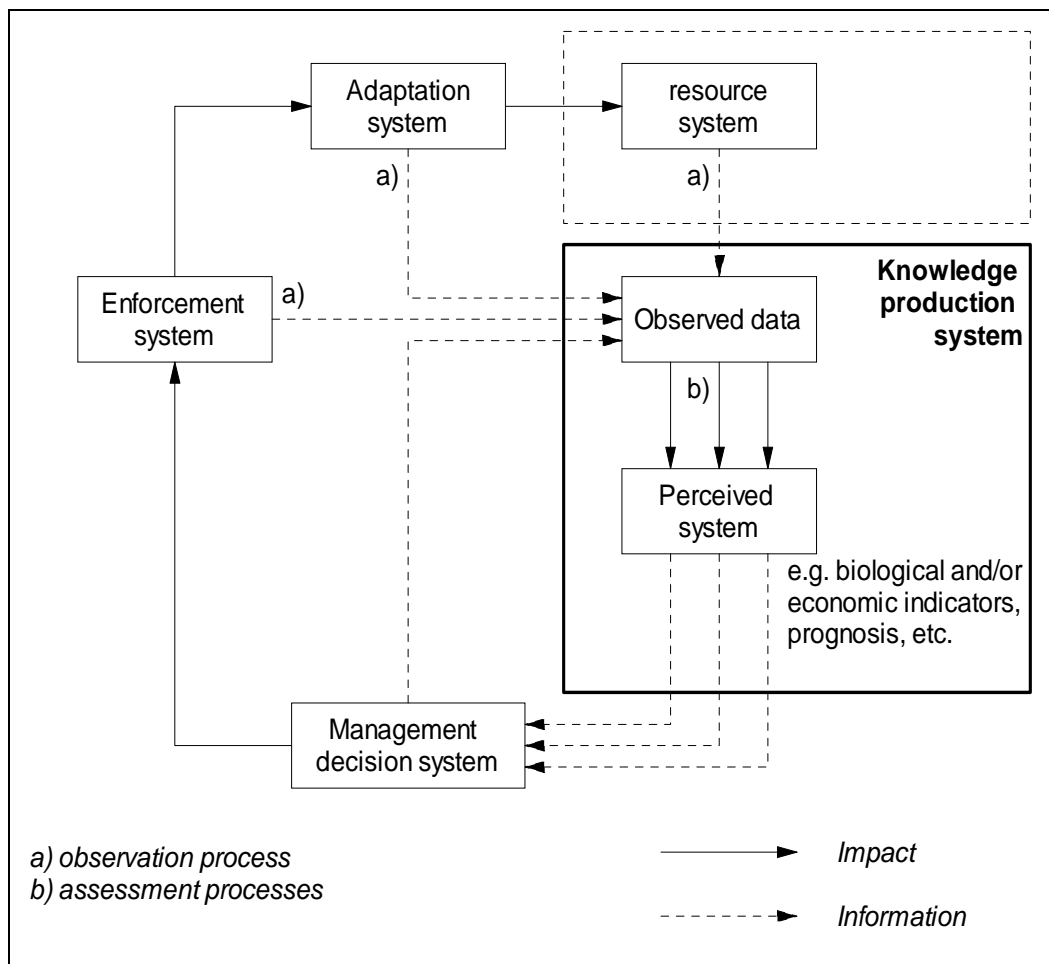 Adaptation
system
resource
system
a)
a)
Knowledge
production
system
Enforcement
system
a)
Observed data
b)
Perceived
system
e.g. biological and/or
economic indicators,
prognosis, etc.
Management
decision system
a) observation process
b) assessment processes
Impact
Information